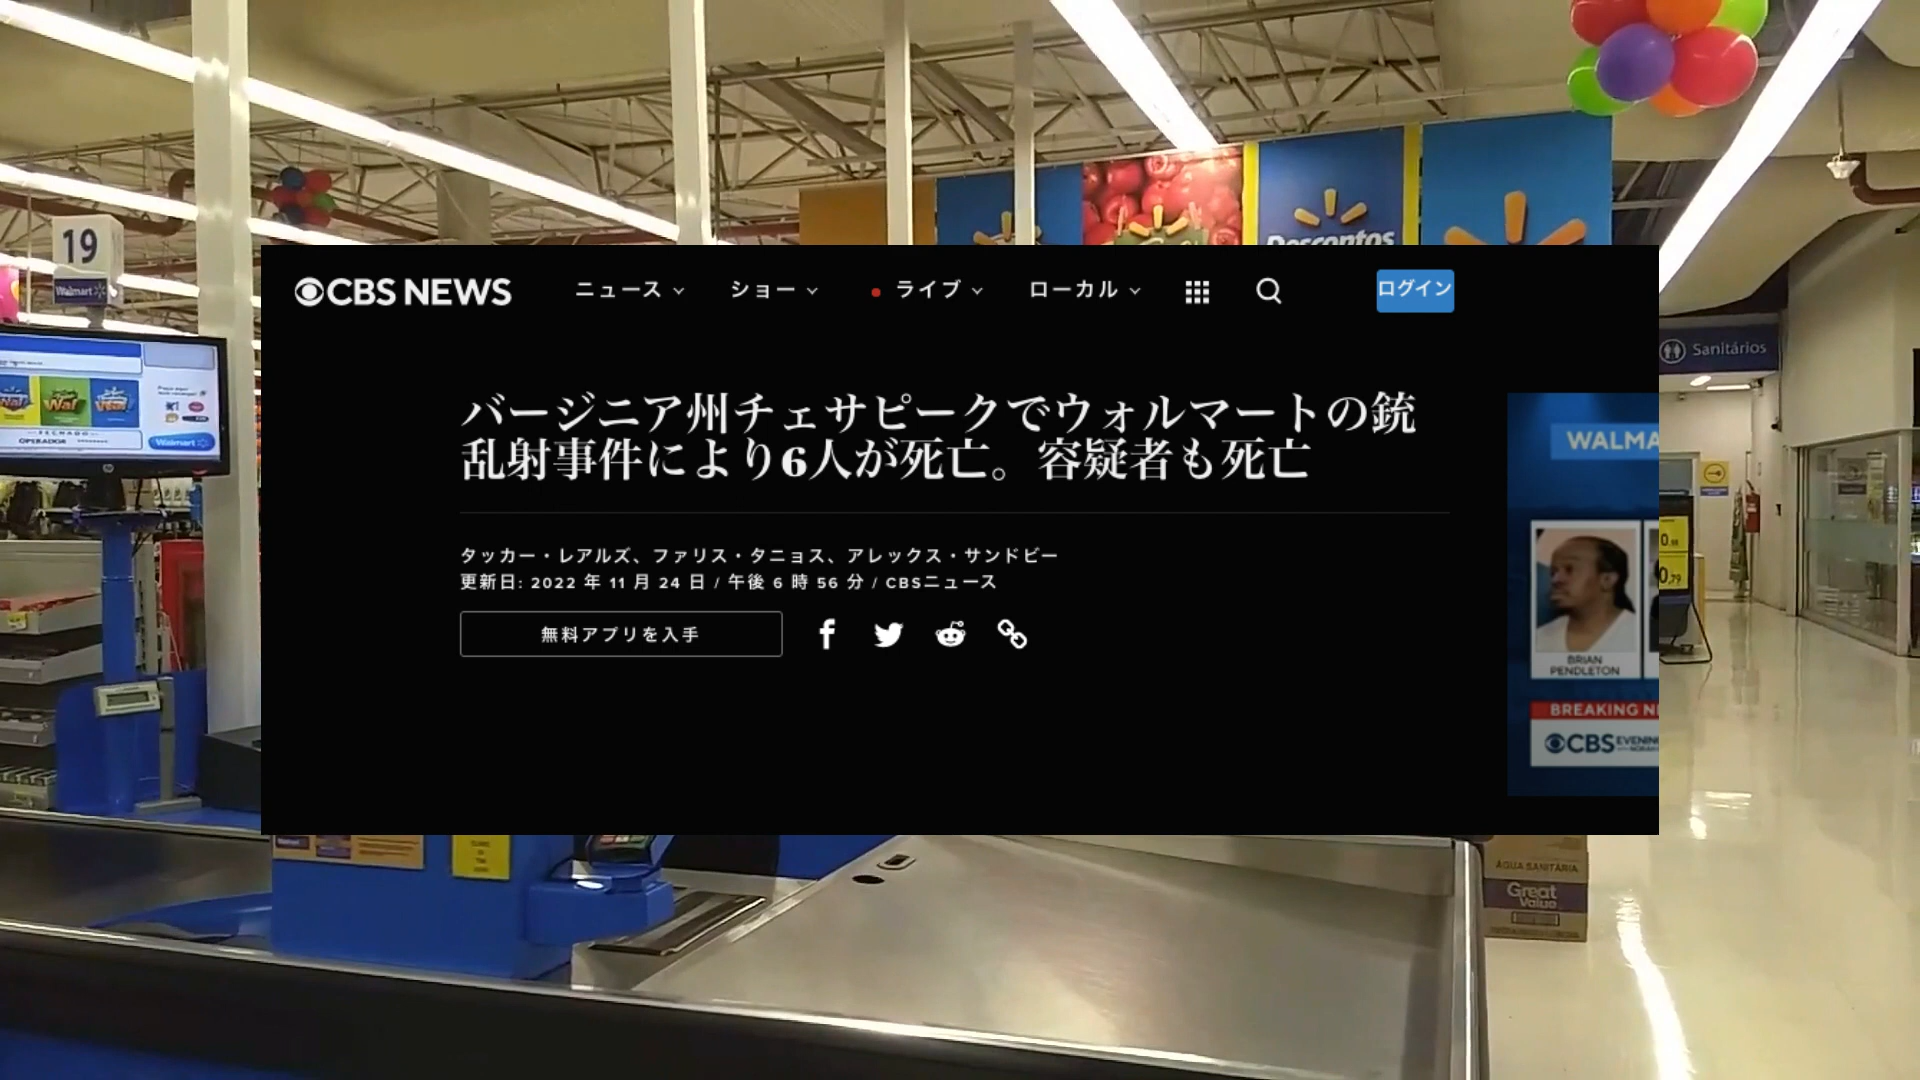 19
Walmart
Descontos
Sanitários
CBS NEWS
ニュース
ショー
ライブ
ローカル
ログイン
バージニア州チェサピークでウォルマートの銃
乱射事件により6人が死亡。容疑者も死亡
タッカー・レアルズ、ファリス・タニョス、アレックス・サンドビー
更新日: 2022 年 11 月 24 日 / 午後 6 時 56 分 / CBSニュース
無料アプリを入手
WALMA
BRIAN
PENDLETON
BREAKING N
CBS EVENIN
OPERADOR
Walmart
hp
ÁGUA SANITÁRIA
Great
Value